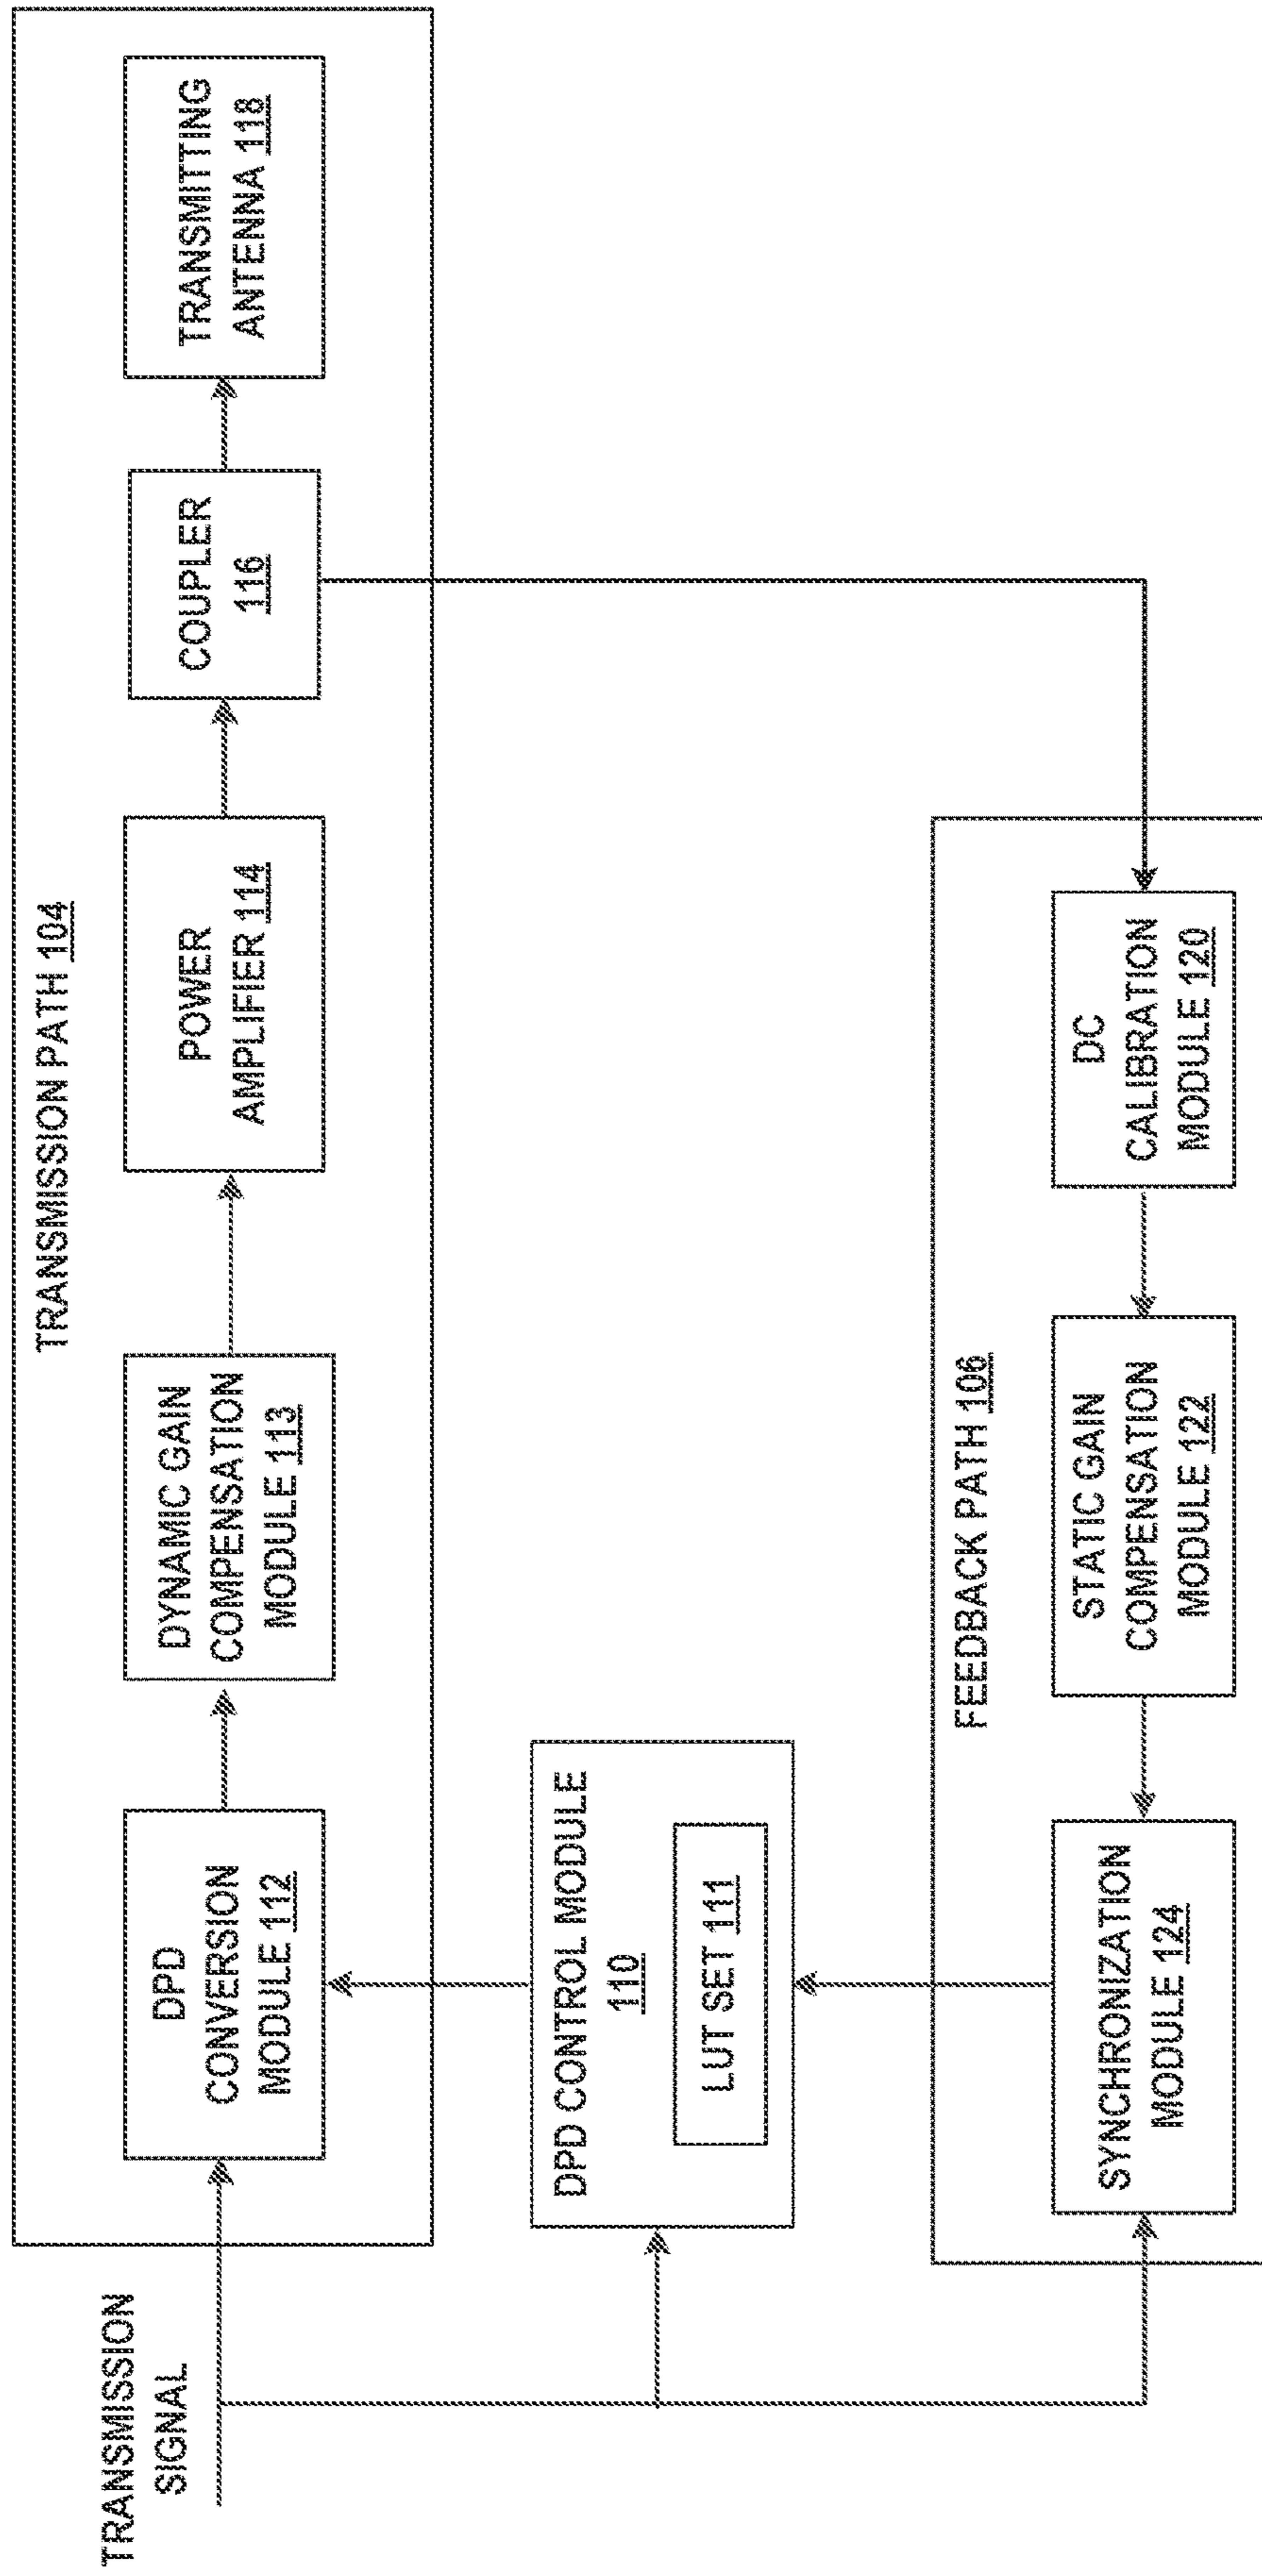 TRANSMISSION
SIGNAL
TRANSMISSION PATH 104
DPD
CONVERSION
MODULE 112
DYNAMIC GAIN
COMPENSATION
MODULE 113
POWER
AMPLIFIER 114
COUPLER
116
TRANSMITTING
ANTENNA 118
DPD CONTROL MODULE
110
LUT SET 111
FEEDBACK PATH 106
SYNCHRONIZATION
MODULE 124
STATIC GAIN
COMPENSATION
MODULE 122
DC
CALIBRATION
MODULE 120